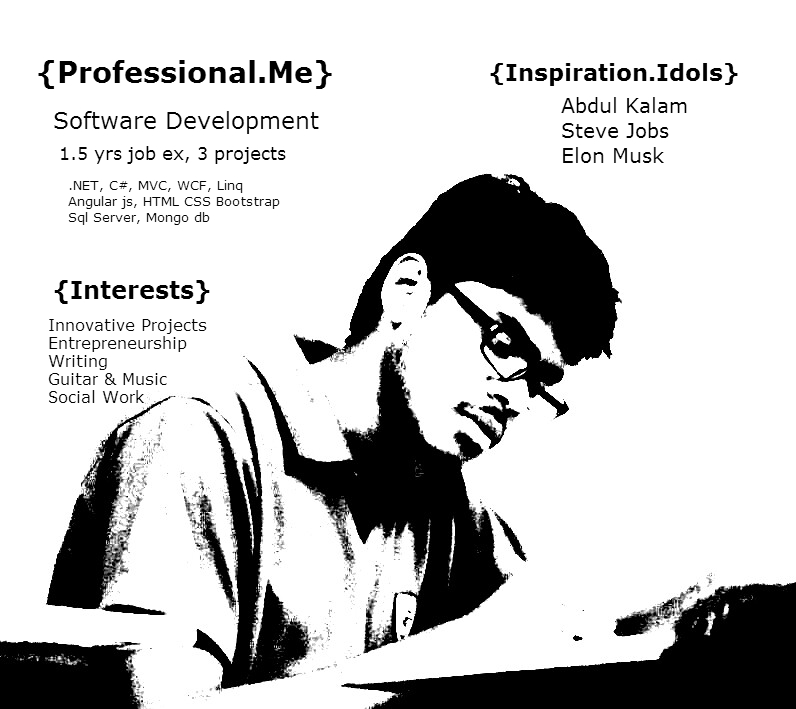 {Professional.Me}
Software Development
1.5 yrs job ex, 3 projects
.NET, C#, MVC, WCF, Linq
Angular js, HTML CSS Bootstrap
Sql Server, Mongo db
{Interests}
Innovative Projects
Entrepreneurship
Writing
Guitar & Music
Social Work
{Inspiration.Idols}
Abdul Kalam
Steve Jobs
Elon Musk